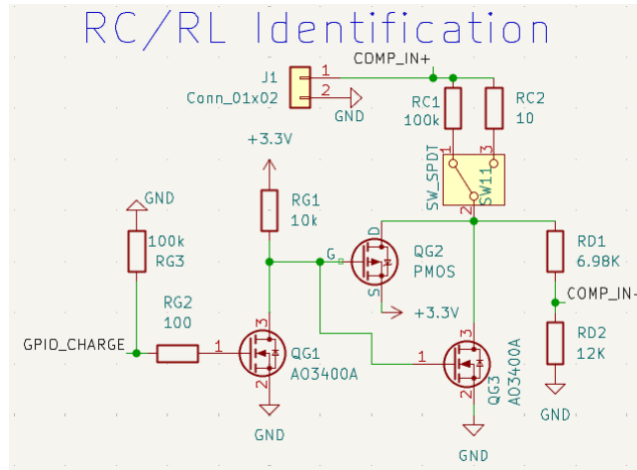 RC/RL Identification
COMP_IN+
J1
1
Conn_01x02
2
GND
RC1
100k
RC2
10
+3.3V
1
3
SW_SPDT
SW11
2
GND
RG1
10k
100k
RG3
D
G
QG2
PMOS
S
+3.3V
RD1
6.98K
COMP_IN-
RG2
100
3
GPIO_CHARGE
1
QG1
AO3400A
2
3
1
QG3
AO3400A
2
RD2
12K
GND
GND
GND